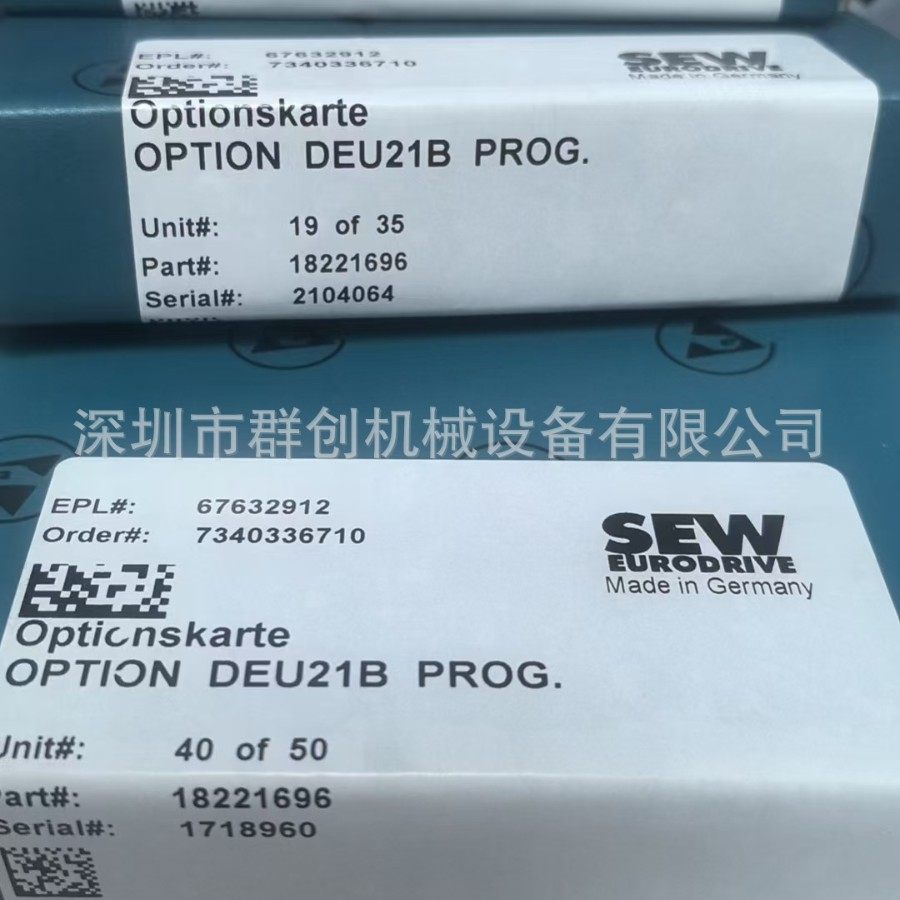 EPL#: 67632912
Order#: 7340336710
SEW
EURODRIVE
Made in Germany
Optionskarte
OPTION DEU21B PROG.
Unit#: 19 of 35
Part#: 18221696
Serial#: 2104064
深圳市群创机械设备有限公司
EPL#: 67632912
Order#: 7340336710
SEW
EURODRIVE
Made in Germany
Optionskarte
OPTION DEU21B PROG.
Unit#: 40 of 50
Part#: 18221696
Serial#: 1718960